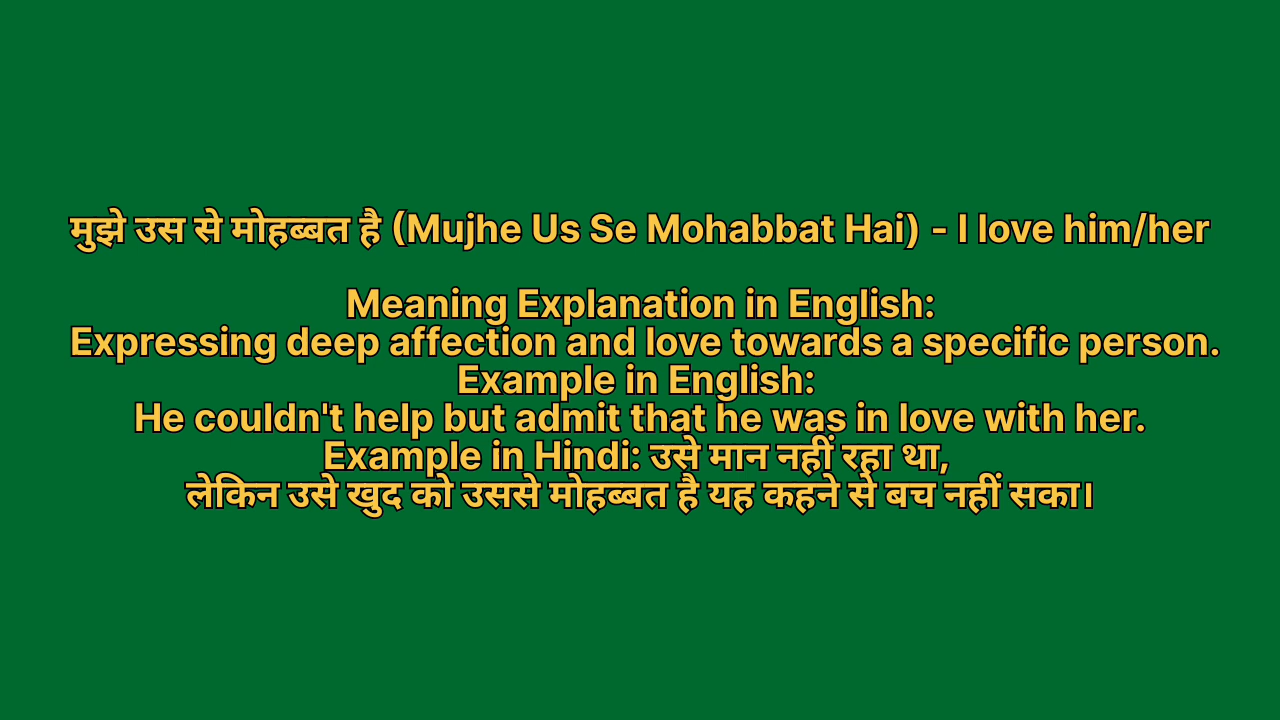 मुझे उस से मोहब्बत है (Mujhe Us Se Mohabbat Hai) - I love him/her
Meaning Explanation in English:
Expressing deep affection and love towards a specific person.
Example in English:
He couldn't help but admit that he was in love with her.
Example in Hindi: उसे मान नहीं रहा था,
लेकिन उसे खुद को उससे मोहब्बत है यह कहने से बच नहीं सका।